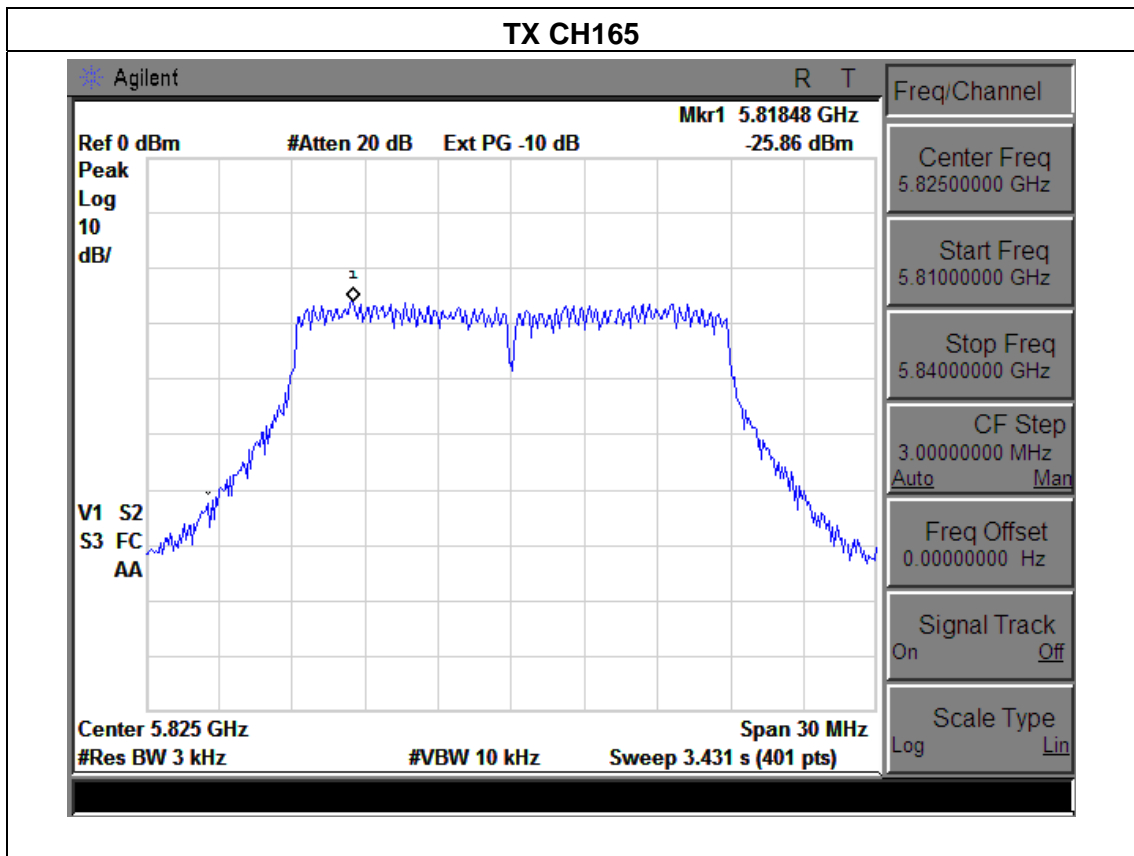 TX CH165
Agilent R T
Mkr1 5.81848 GHz
Ref 0 dBm #Atten 20 dB Ext PG -10 dB -25.86 dBm
Peak
Log
10
dB/
1
V1 S2
S3 FC
AA
Center 5.825 GHz Span 30 MHz
#Res BW 3 kHz #VBW 10 kHz Sweep 3.431 s (401 pts)
Freq/Channel
Center Freq
5.82500000 GHz
Start Freq
5.81000000 GHz
Stop Freq
5.84000000 GHz
CF Step
3.00000000 MHz
Auto Man
Freq Offset
0.00000000 Hz
Signal Track
On Off
Scale Type
Log Lin